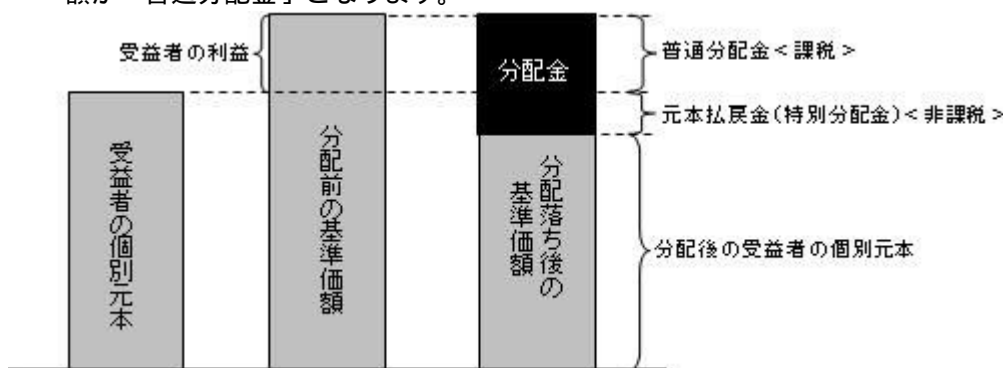 額が「普通分配金」となります。
受益者の利益
分配金
普通分配金＜課税＞
元本払戻金(特別分配金)＜非課税＞
受益者の個別元本
分配前の基準価額
分配落ち後の
基準価額
分配後の受益者の個別元本